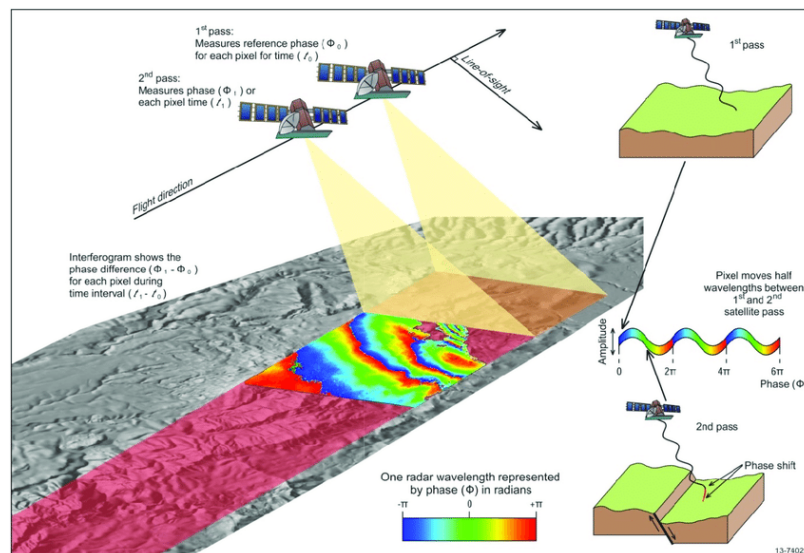 1st pass:
Measures reference phase (Φ0)
for each pixel for time (t0)
2nd pass:
Measures phase (Φ1) or
each pixel time (t1)
Line-of-sight
Flight direction
Interferogram shows the
phase difference (Φ1 - Φ0)
for each pixel during
time interval (t1- t0)
1st pass
Pixel moves half
wavelengths between
1st and 2nd
satellite pass
Amplitude
0 2π 4π 6π
Phase (Φ
2nd pass
Phase shift
One radar wavelength represented
by phase (Φ) in radians
-π +π
13-7402